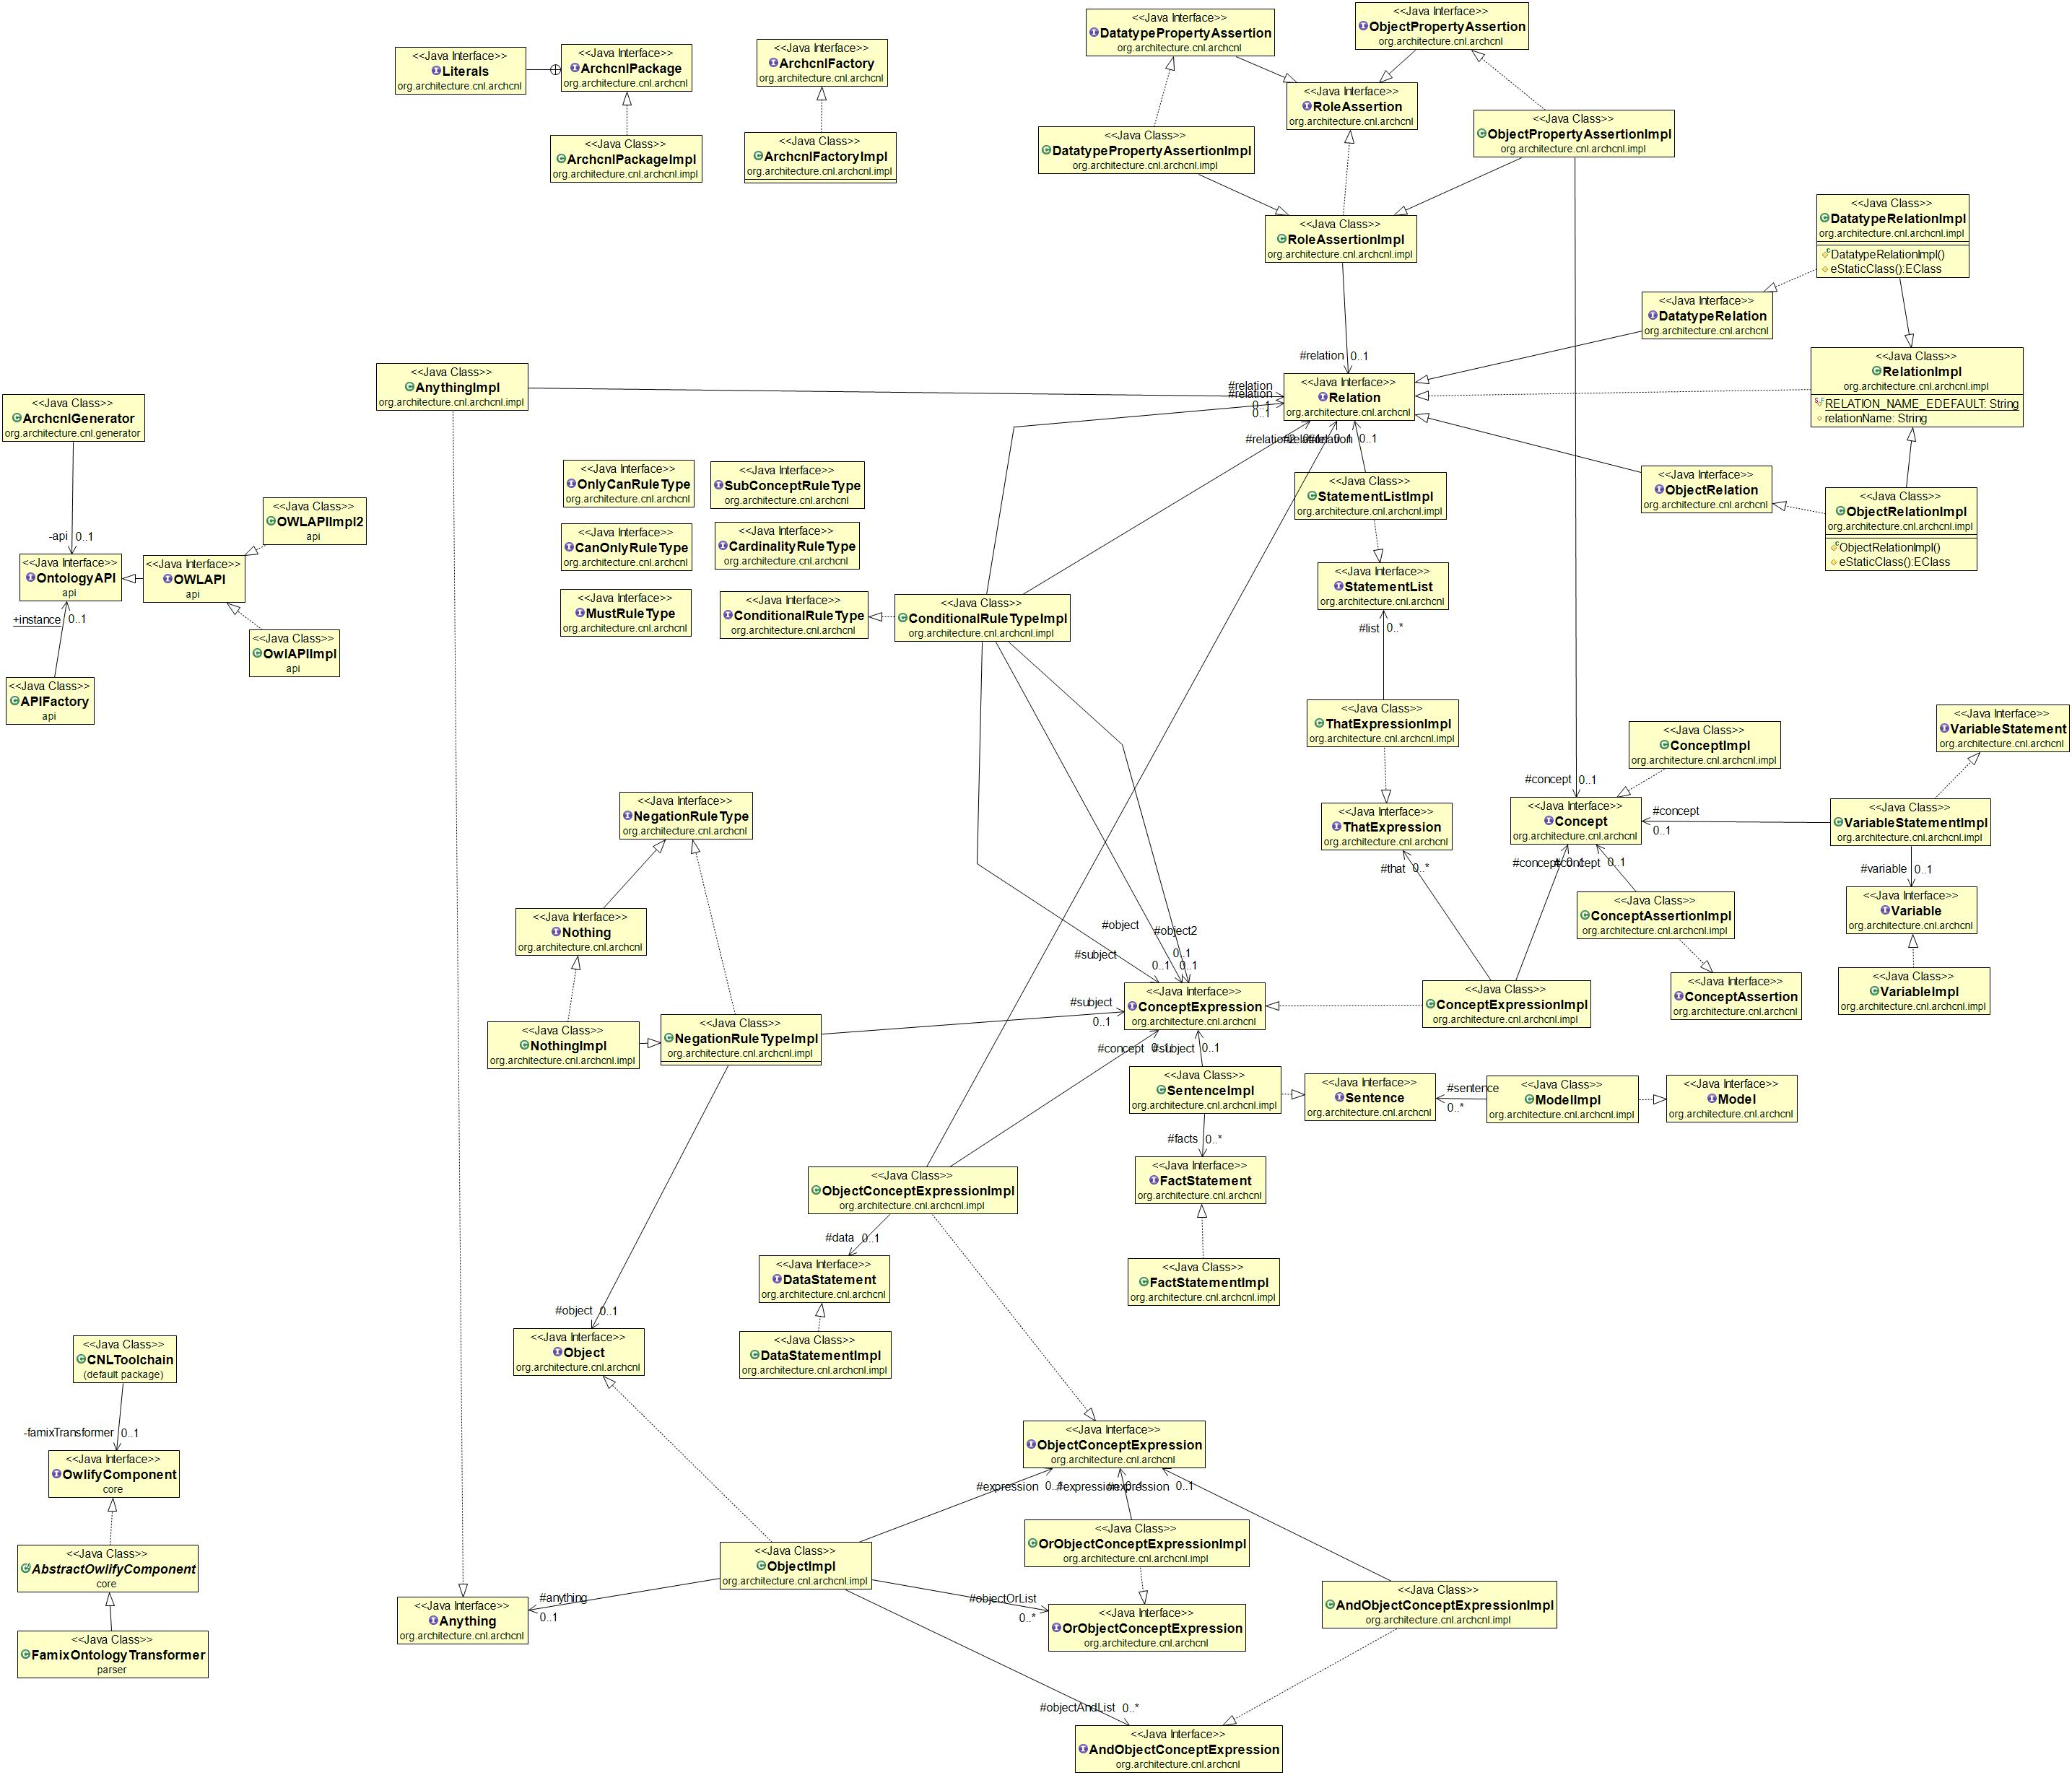 <<Java Interface>>
DatatypePropertyAssertion
org.architecture.cnl.archcnl
<<Java Interface>>
ObjectPropertyAssertion
org.architecture.cnl.archcnl
<<Java Interface>>
Literals
org.architecture.cnl.archcnl
<<Java Interface>>
ArchcnlPackage
org.architecture.cnl.archcnl
<<Java Interface>>
ArchcnlFactory
org.architecture.cnl.archcnl
<<Java Interface>>
RoleAssertion
org.architecture.cnl.archcnl
<<Java Class>>
ArchcnlPackageImpl
org.architecture.cnl.archcnl.impl
<<Java Class>>
ArchcnlFactoryImpl
org.architecture.cnl.archcnl.impl
<<Java Class>>
DatatypePropertyAssertionImpl
org.architecture.cnl.archcnl.impl
<<Java Class>>
ObjectPropertyAssertionImpl
org.architecture.cnl.archcnl.impl
<<Java Class>>
RoleAssertionImpl
org.architecture.cnl.archcnl.impl
<<Java Class>>
DatatypeRelationImpl
org.architecture.cnl.archcnl.impl
DatatypeRelationImpl()
eStaticClass():EClass
<<Java Interface>>
DatatypeRelation
org.architecture.cnl.archcnl
#relation 0..1
<<Java Class>>
RelationImpl
org.architecture.cnl.archcnl.impl
RELATION_NAME_EDEFAULT: String
relationName: String
<<Java Class>>
AnythingImpl
org.architecture.cnl.archcnl.impl
#relation
#relation
0..1
0..1
<<Java Interface>>
Relation
org.architecture.cnl.archcnl
<<Java Class>>
ArchcnlGenerator
org.architecture.cnl.generator
0..1
<<Java Interface>>
OnlyCanRuleType
org.architecture.cnl.archcnl
<<Java Interface>>
SubConceptRuleType
org.architecture.cnl.archcnl
<<Java Class>>
StatementListImpl
org.architecture.cnl.archcnl.impl
<<Java Interface>>
ObjectRelation
org.architecture.cnl.archcnl
<<Java Class>>
ObjectRelationImpl
org.architecture.cnl.archcnl.impl
ObjectRelationImpl()
eStaticClass():EClass
-api 0..1
<<Java Class>>
OWLAPIImpl2
api
<<Java Interface>>
CanOnlyRuleType
org.architecture.cnl.archcnl
<<Java Interface>>
CardinalityRuleType
org.architecture.cnl.archcnl
<<Java Interface>>
OntologyAPI
api
<<Java Interface>>
OWLAPI
api
<<Java Interface>>
StatementList
org.architecture.cnl.archcnl
<<Java Interface>>
MustRuleType
org.architecture.cnl.archcnl
<<Java Interface>>
ConditionalRuleType
org.architecture.cnl.archcnl
<<Java Class>>
ConditionalRuleTypeImpl
org.architecture.cnl.archcnl.impl
+instance 0..1
#list 0..*
<<Java Class>>
OwlAPIImpl
api
<<Java Class>>
APIFactory
api
<<Java Class>>
ThatExpressionImpl
org.architecture.cnl.archcnl.impl
<<Java Class>>
ConceptImpl
org.architecture.cnl.archcnl.impl
<<Java Interface>>
VariableStatement
org.architecture.cnl.archcnl
#concept 0..1
<<Java Interface>>
NegationRuleType
org.architecture.cnl.archcnl
<<Java Interface>>
ThatExpression
org.architecture.cnl.archcnl
<<Java Interface>>
Concept
org.architecture.cnl.archcnl
#concept
0..1
<<Java Class>>
VariableStatementImpl
org.architecture.cnl.archcnl.impl
#that 0..*
#concept
#concept 0..1
#variable 0..1
<<Java Interface>>
Variable
org.architecture.cnl.archcnl
<<Java Class>>
ConceptAssertionImpl
org.architecture.cnl.archcnl.impl
<<Java Interface>>
Nothing
org.architecture.cnl.archcnl
#object
#object2
#subject
0..1
0..1 0..1
<<Java Class>>
VariableImpl
org.architecture.cnl.archcnl.impl
<<Java Interface>>
ConceptAssertion
org.architecture.cnl.archcnl
<<Java Interface>>
ConceptExpression
org.architecture.cnl.archcnl
<<Java Class>>
ConceptExpressionImpl
org.architecture.cnl.archcnl.impl
#subject
0..1
<<Java Class>>
NothingImpl
org.architecture.cnl.archcnl.impl
<<Java Class>>
NegationRuleTypeImpl
org.architecture.cnl.archcnl.impl
#concept
#subject 0..1
<<Java Class>>
SentenceImpl
org.architecture.cnl.archcnl.impl
<<Java Interface>>
Sentence
org.architecture.cnl.archcnl
#sentence
0..*
<<Java Class>>
ModelImpl
org.architecture.cnl.archcnl.impl
<<Java Interface>>
Model
org.architecture.cnl.archcnl
#facts 0..*
<<Java Interface>>
FactStatement
org.architecture.cnl.archcnl
<<Java Class>>
ObjectConceptExpressionImpl
org.architecture.cnl.archcnl.impl
#data 0..1
<<Java Interface>>
DataStatement
org.architecture.cnl.archcnl
<<Java Class>>
FactStatementImpl
org.architecture.cnl.archcnl.impl
#object 0..1
<<Java Interface>>
Object
org.architecture.cnl.archcnl
<<Java Class>>
DataStatementImpl
org.architecture.cnl.archcnl.impl
<<Java Class>>
CNLToolchain
(default package)
-famixTransformer 0..1
<<Java Interface>>
OwlifyComponent
core
<<Java Interface>>
ObjectConceptExpression
org.architecture.cnl.archcnl
#expression
#expression
#expression 0..1
<<Java Class>>
AbstractOwlifyComponent
core
<<Java Class>>
ObjectImpl
org.architecture.cnl.archcnl.impl
<<Java Class>>
OrObjectConceptExpressionImpl
org.architecture.cnl.archcnl.impl
<<Java Class>>
AndObjectConceptExpressionImpl
org.architecture.cnl.archcnl.impl
#anything
0..1
#objectOrList
0..*
<<Java Interface>>
Anything
org.architecture.cnl.archcnl
<<Java Interface>>
OrObjectConceptExpression
org.architecture.cnl.archcnl
<<Java Class>>
FamixOntologyTransformer
parser
#objectAndList 0..*
<<Java Interface>>
AndObjectConceptExpression
org.architecture.cnl.archcnl